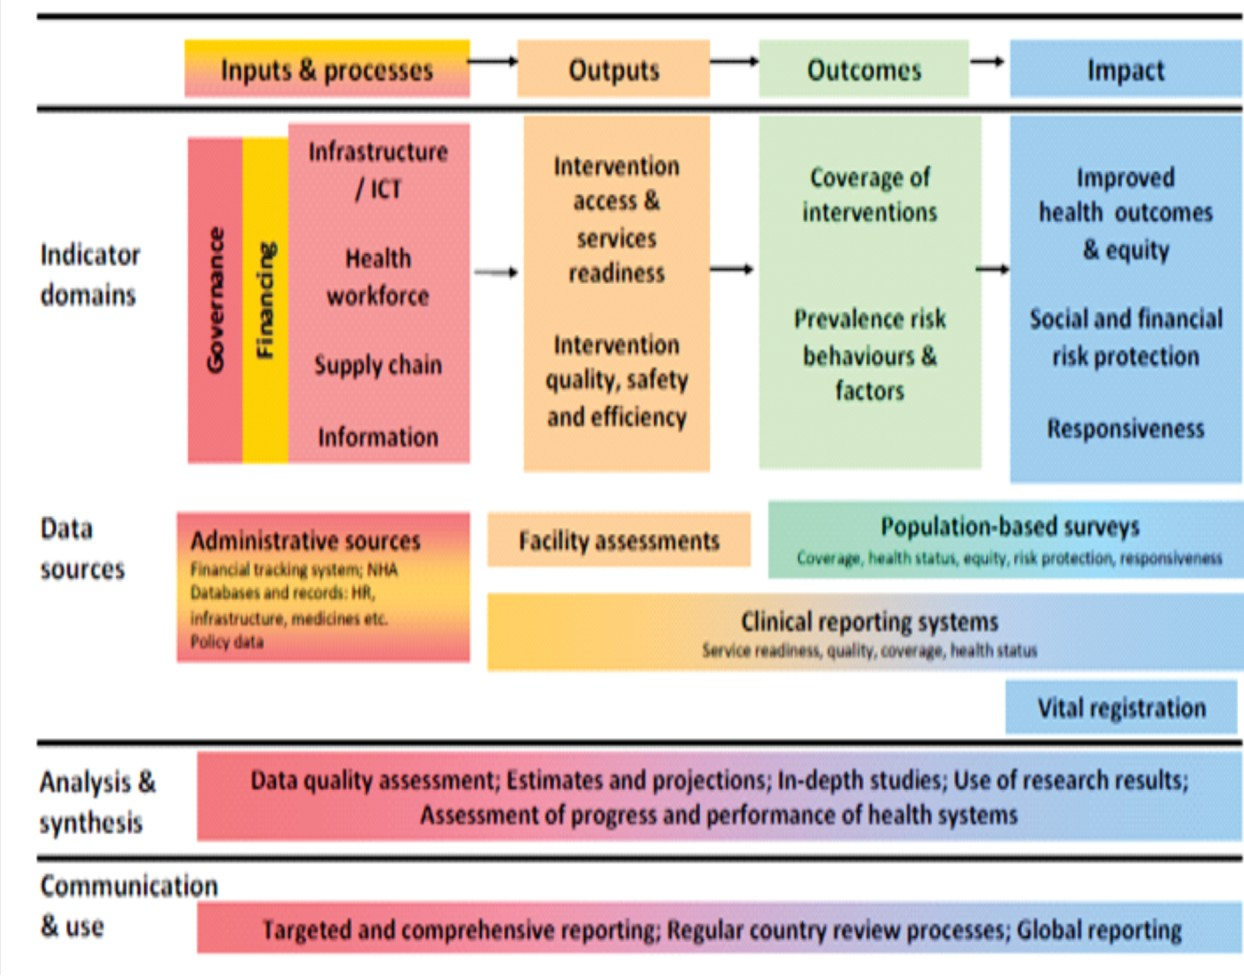 Inputs & processes
Outputs
Outcomes
Impact
Indicator
domains
Governance
Financing
Infrastructure
/ ICT
Health
workforce
Supply chain
Information
Intervention
access &
services
readiness
Intervention
quality, safety
and efficiency
Coverage of
interventions
Prevalence risk
behaviours &
factors
Improved
health outcomes
& equity
Social and financial
risk protection
Responsiveness
Data
sources
Administrative sources
Financial tracking system; NHA
Databases and records: HR,
infrastructure, medicines etc.
Policy data
Facility assessments
Population-based surveys
Coverage, health status, equity, risk protection, responsiveness
Clinical reporting systems
Service readiness, quality, coverage, health status
Vital registration
Analysis &
synthesis
Data quality assessment; Estimates and projections; In-depth studies; Use of research results;
Assessment of progress and performance of health systems
Communication
& use
Targeted and comprehensive reporting; Regular country review processes; Global reporting